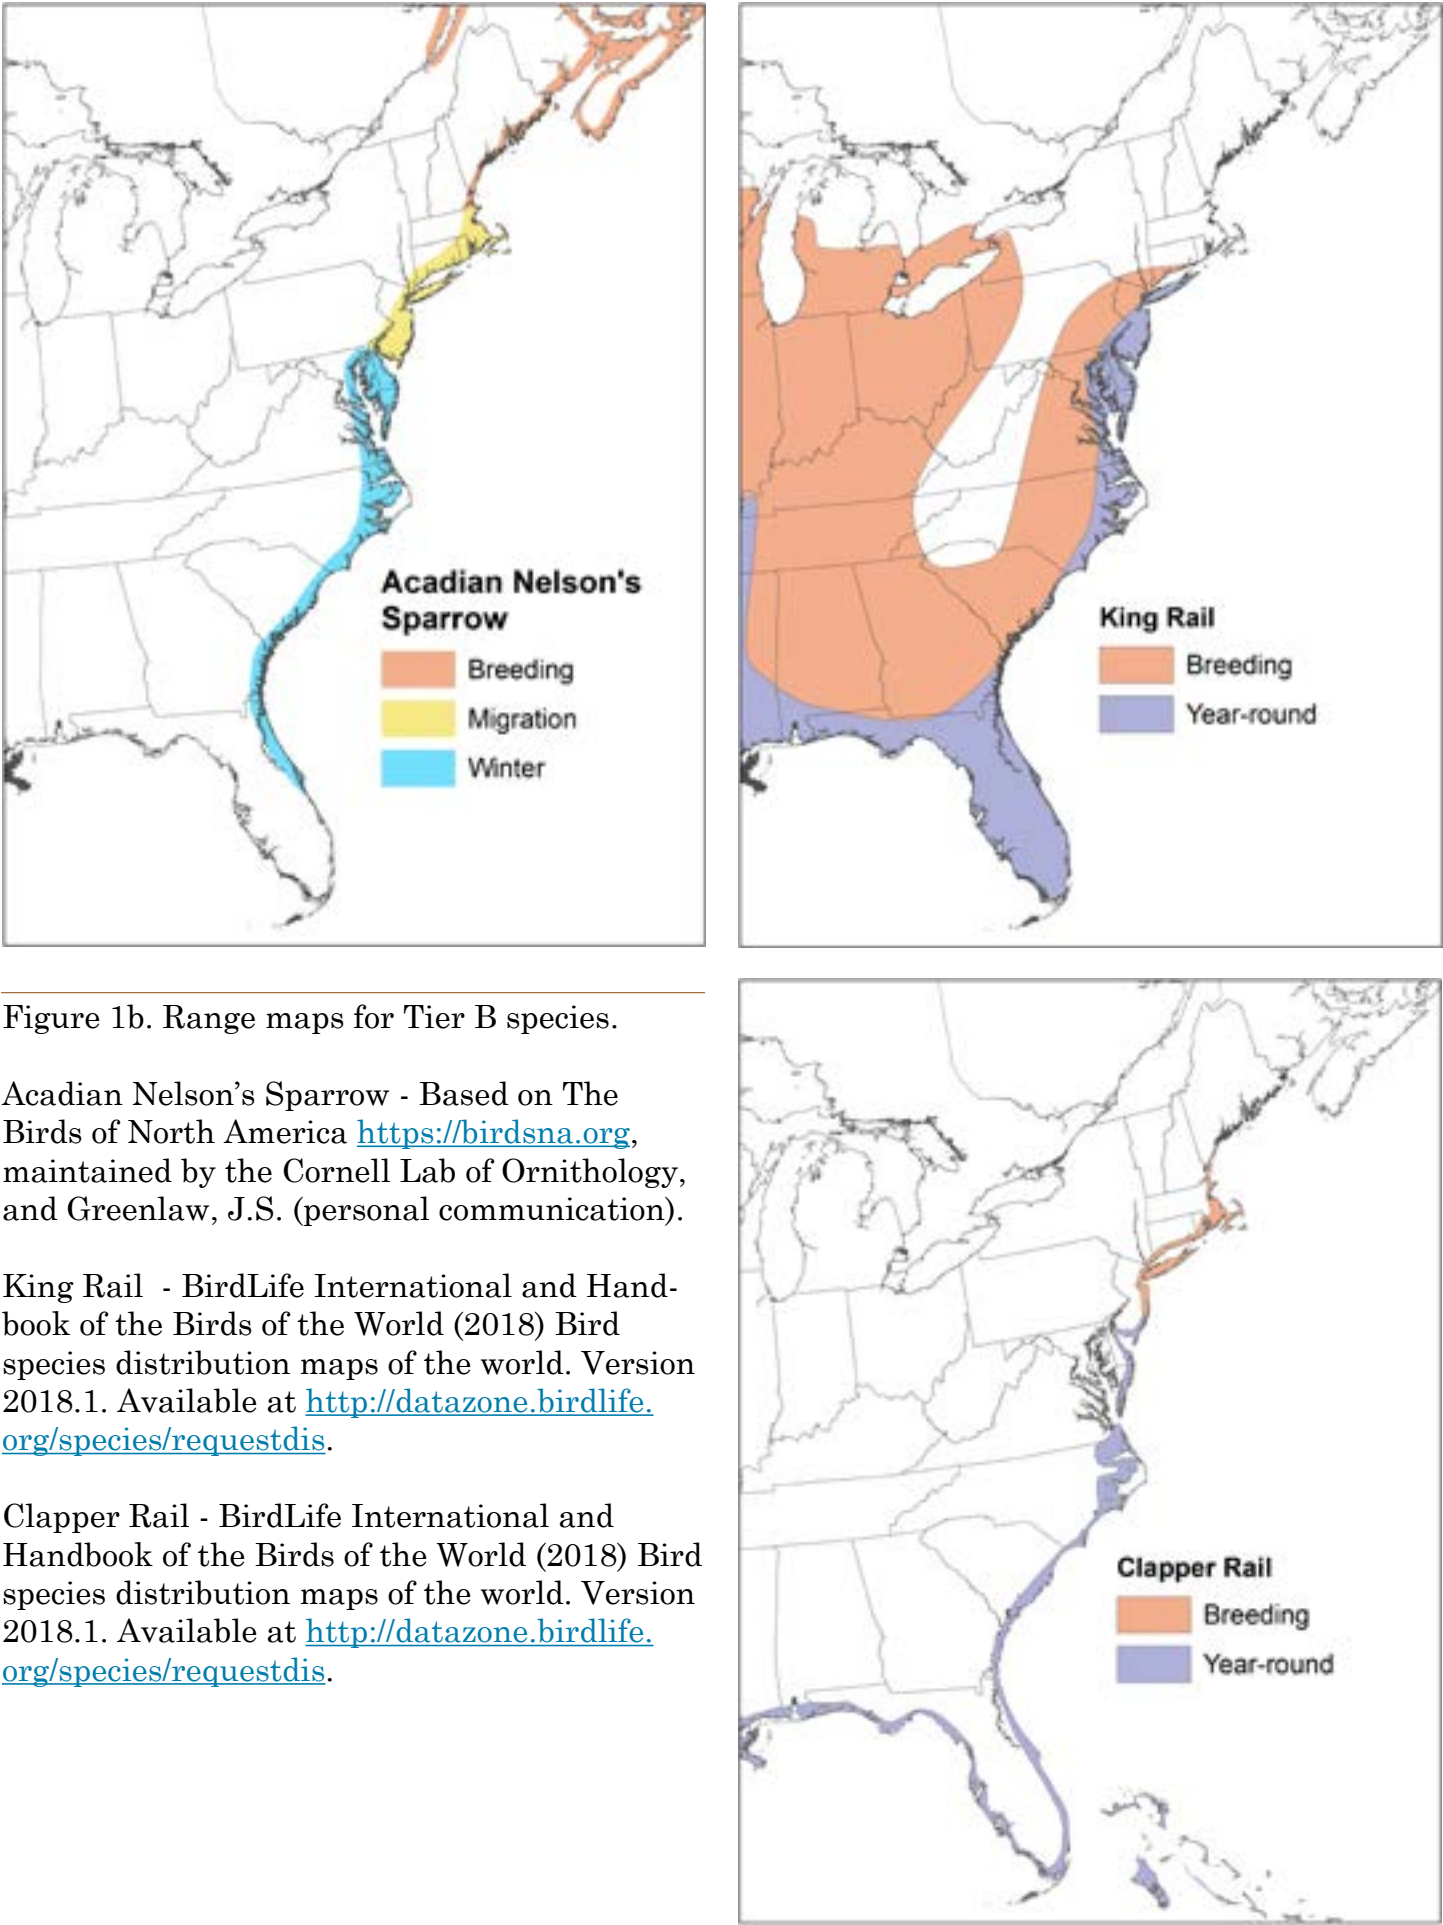 Acadian Nelson's
Sparrow
Breeding
Migration
Winter
King Rail
Breeding
Year-round
Figure 1b. Range maps for Tier B species.
Acadian Nelson’s Sparrow - Based on The
Birds of North America https://birdsna.org,
maintained by the Cornell Lab of Ornithology,
and Greenlaw, J.S. (personal communication).
King Rail - BirdLife International and Hand-
book of the Birds of the World (2018) Bird
species distribution maps of the world. Version
2018.1. Available at http://datazone.birdlife.
org/species/requestdis.
Clapper Rail - BirdLife International and
Handbook of the Birds of the World (2018) Bird
species distribution maps of the world. Version
2018.1. Available at http://datazone.birdlife.
org/species/requestdis.
Clapper Rail
Breeding
Year-round